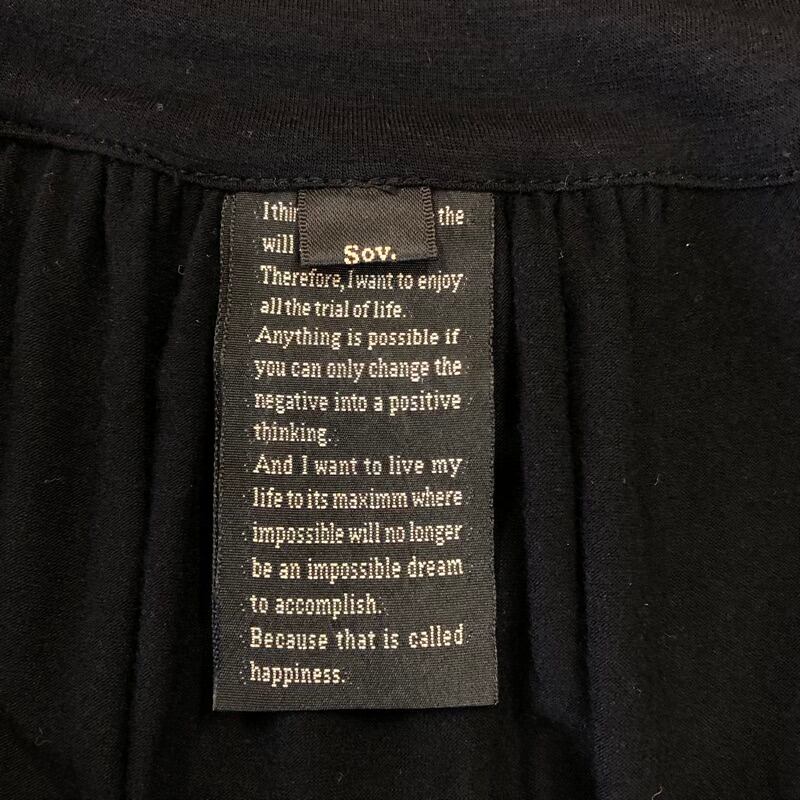 I the
will
Sov.
Therefore, I want to enjoy
all the trial of life.
Anything is possible if
you can only change the
negative into a positive
thinking.
And I want to live my
life to its maximm where
impossible will no longer
be an impossible dream
to accomplish.
Because that is called
happiness.